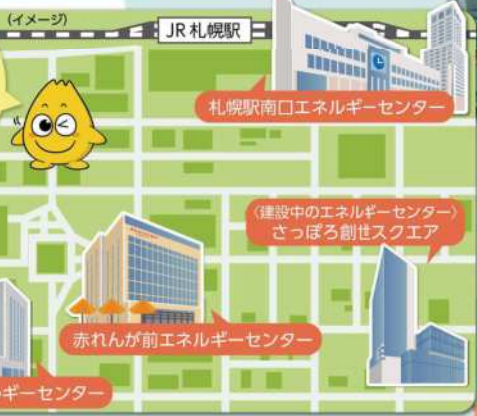 (イメージ)
JR 札幌駅
札幌駅南口エネルギーセンター
〈建設中のエネルギーセンター〉
さっぽろ創世スクエア
赤れんが前エネルギーセンター
ギーセンター